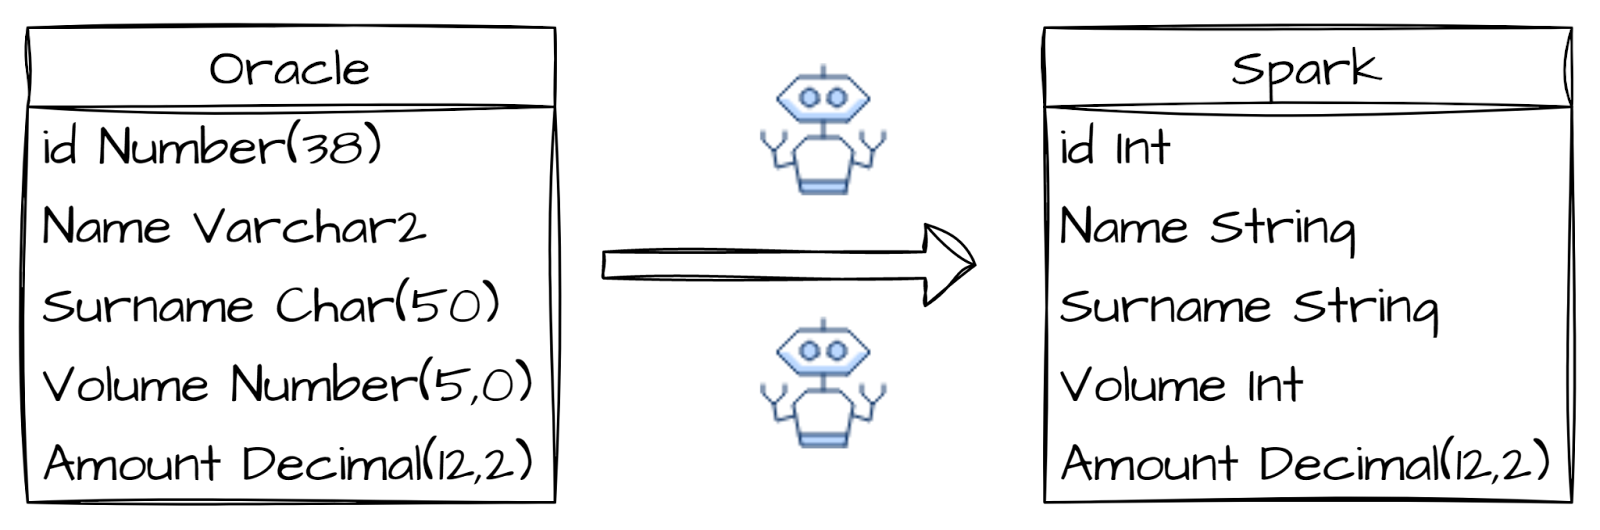 Oracle
id Number(38)
Name Varchar2
Surname Char(50)
Volume Number(5,0)
Amount Decimal(12,2)
Spark
id Int
Name String
Surname String
Volume Int
Amount Decimal(12,2)